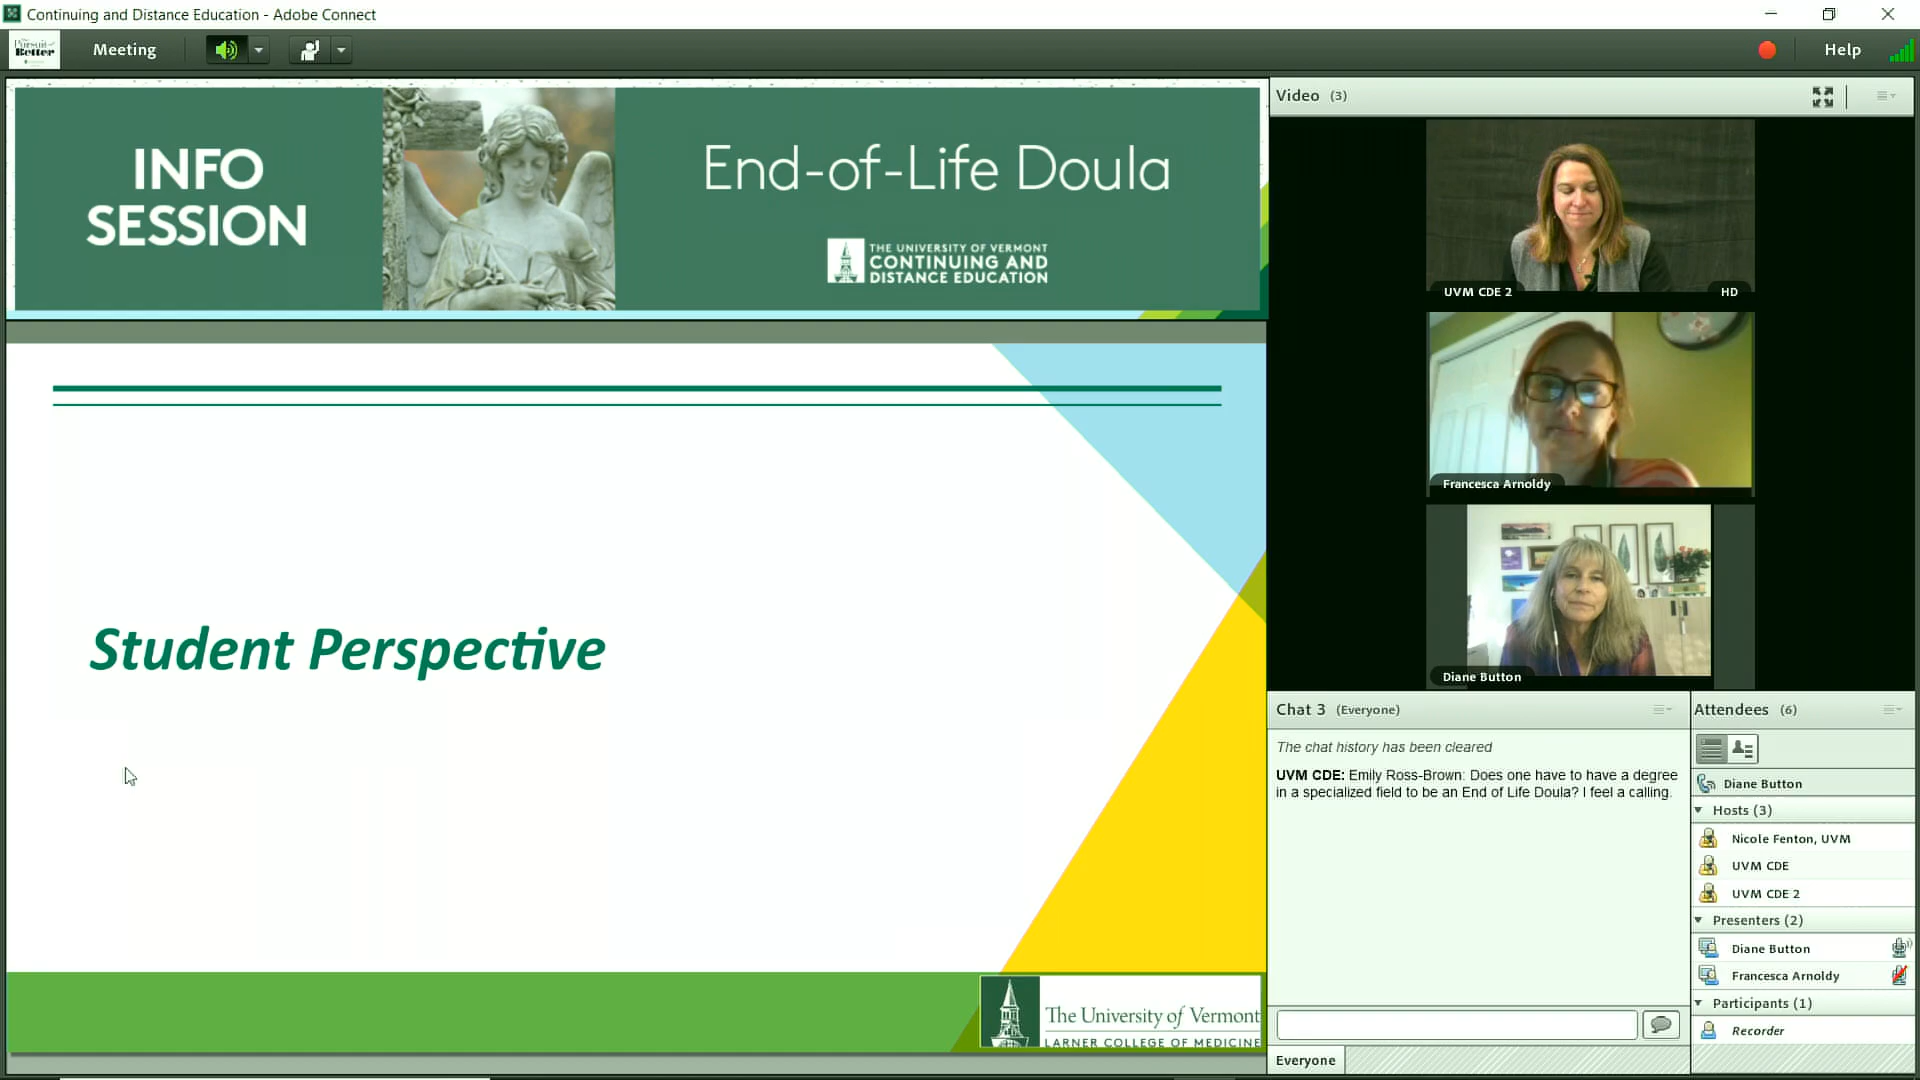 Continuing and Distance Education - Adobe Connect
Pursuit of
Better
Meeting
Help
INFO
SESSION
End-of-Life Doula
THE UNIVERSITY OF VERMONT
CONTINUING AND
DISTANCE EDUCATION
Student Perspective
The University of Vermont
LARNER COLLEGE OF MEDICINE
Video (3)
UVM CDE 2
HD
Francesca Arnoldy
Diane Button
Chat 3 (Everyone)
The chat history has been cleared
UVM CDE: Emily Ross-Brown: Does one have to have a degree
in a specialized field to be an End of Life Doula? I feel a calling.
Everyone
Attendees (6)
Diane Button
Hosts (3)
Nicole Fenton, UVM
UVM CDE
UVM CDE 2
Presenters (2)
Diane Button
Francesca Arnoldy
Participants (1)
Recorder